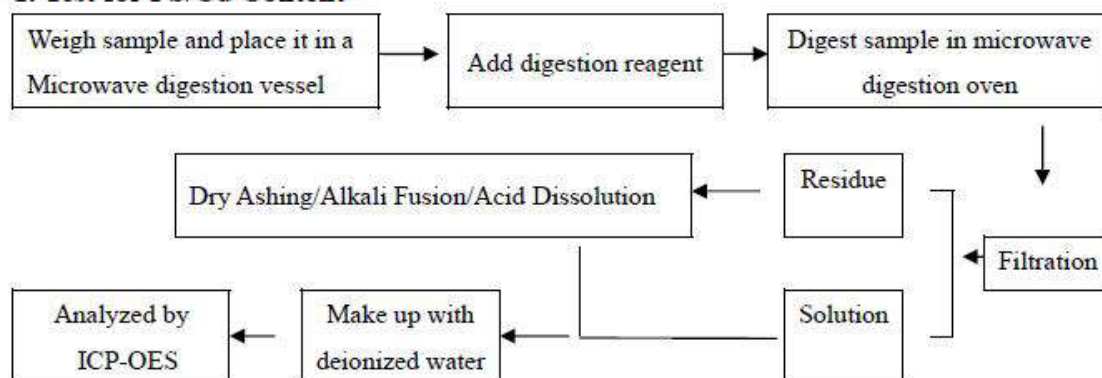 Weigh sample and place it in a
Microwave digestion vessel
Add digestion reagent
Digest sample in microwave
digestion oven
Dry Ashing/Alkali Fusion/Acid Dissolution
Residue
Filtration
Solution
Make up with
deionized water
Analyzed by
ICP-OES